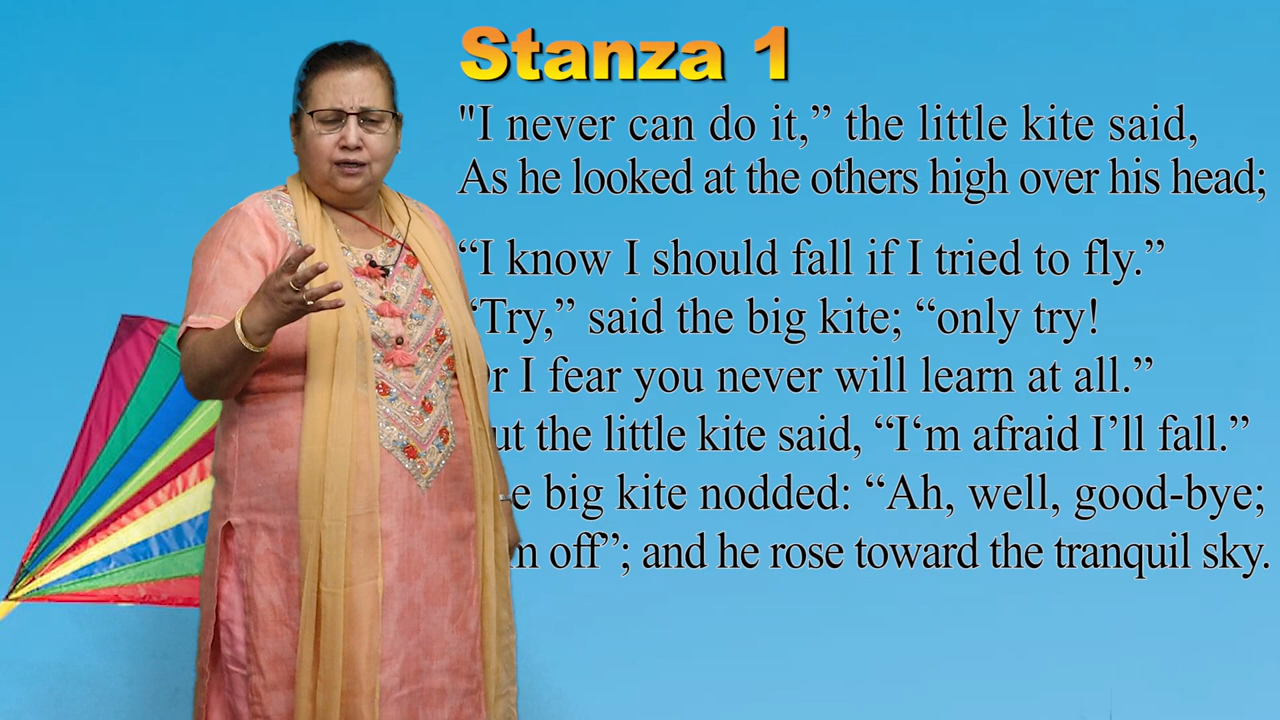 Stanza 1
"I never can do it,” the little kite said,
As he looked at the others high over his head;
“I know I should fall if I tried to fly.”
“Try,” said the big kite; “only try!
I fear you never will learn at all.”
the little kite said, “I‘m afraid I’ll fall.”
big kite nodded: “Ah, well, good-bye;
off”; and he rose toward the tranquil sky.